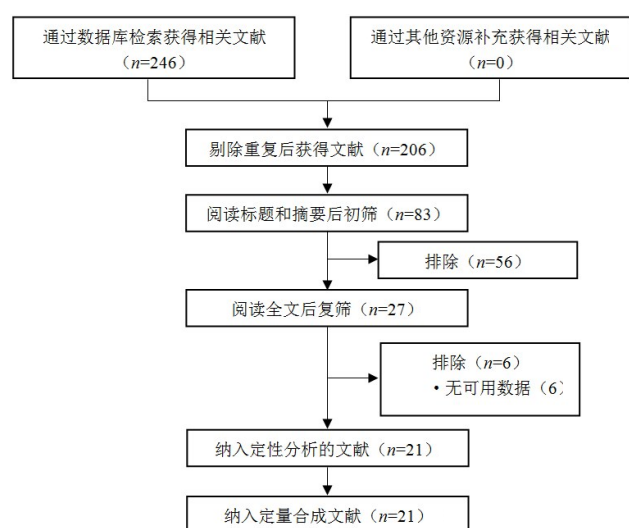 通过数据库检索获得相关文献
（n=246）
通过其他资源补充获得相关文献
（n=0）
剔除重复后获得文献（n=206）
阅读标题和摘要后初筛（n=83）
排除（n=56）
阅读全文后复筛（n=27）
排除（n=6）
•无可用数据（6）
纳入定性分析的文献（n=21）
纳入定量合成文献（n=21）